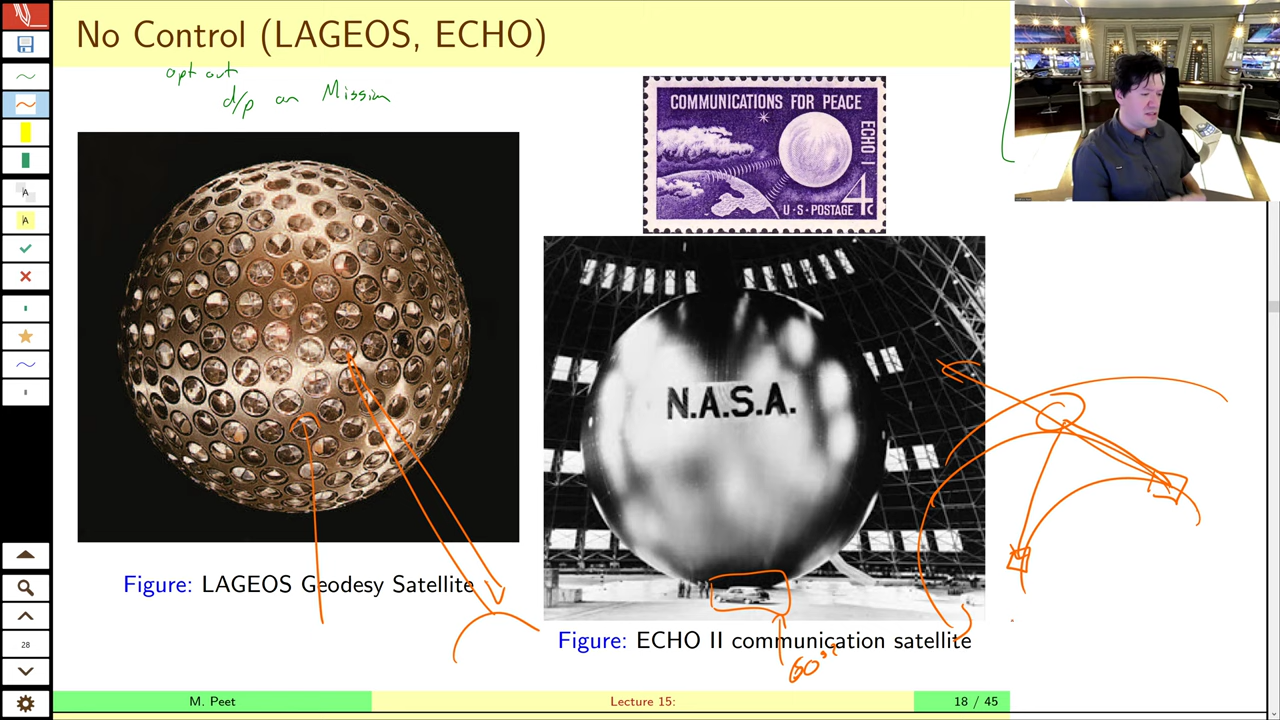 No Control (LAGEOS, ECHO)
opt out
d/p on Mission
COMMUNICATIONS FOR PEACE
ECHO I
4c
U·S·POSTAGE
N.A.S.A.
Figure: LAGEOS Geodesy Satellite
Figure: ECHO II communication satellite
60's
A
A
28
M. Peet
Lecture 15:
18 / 45